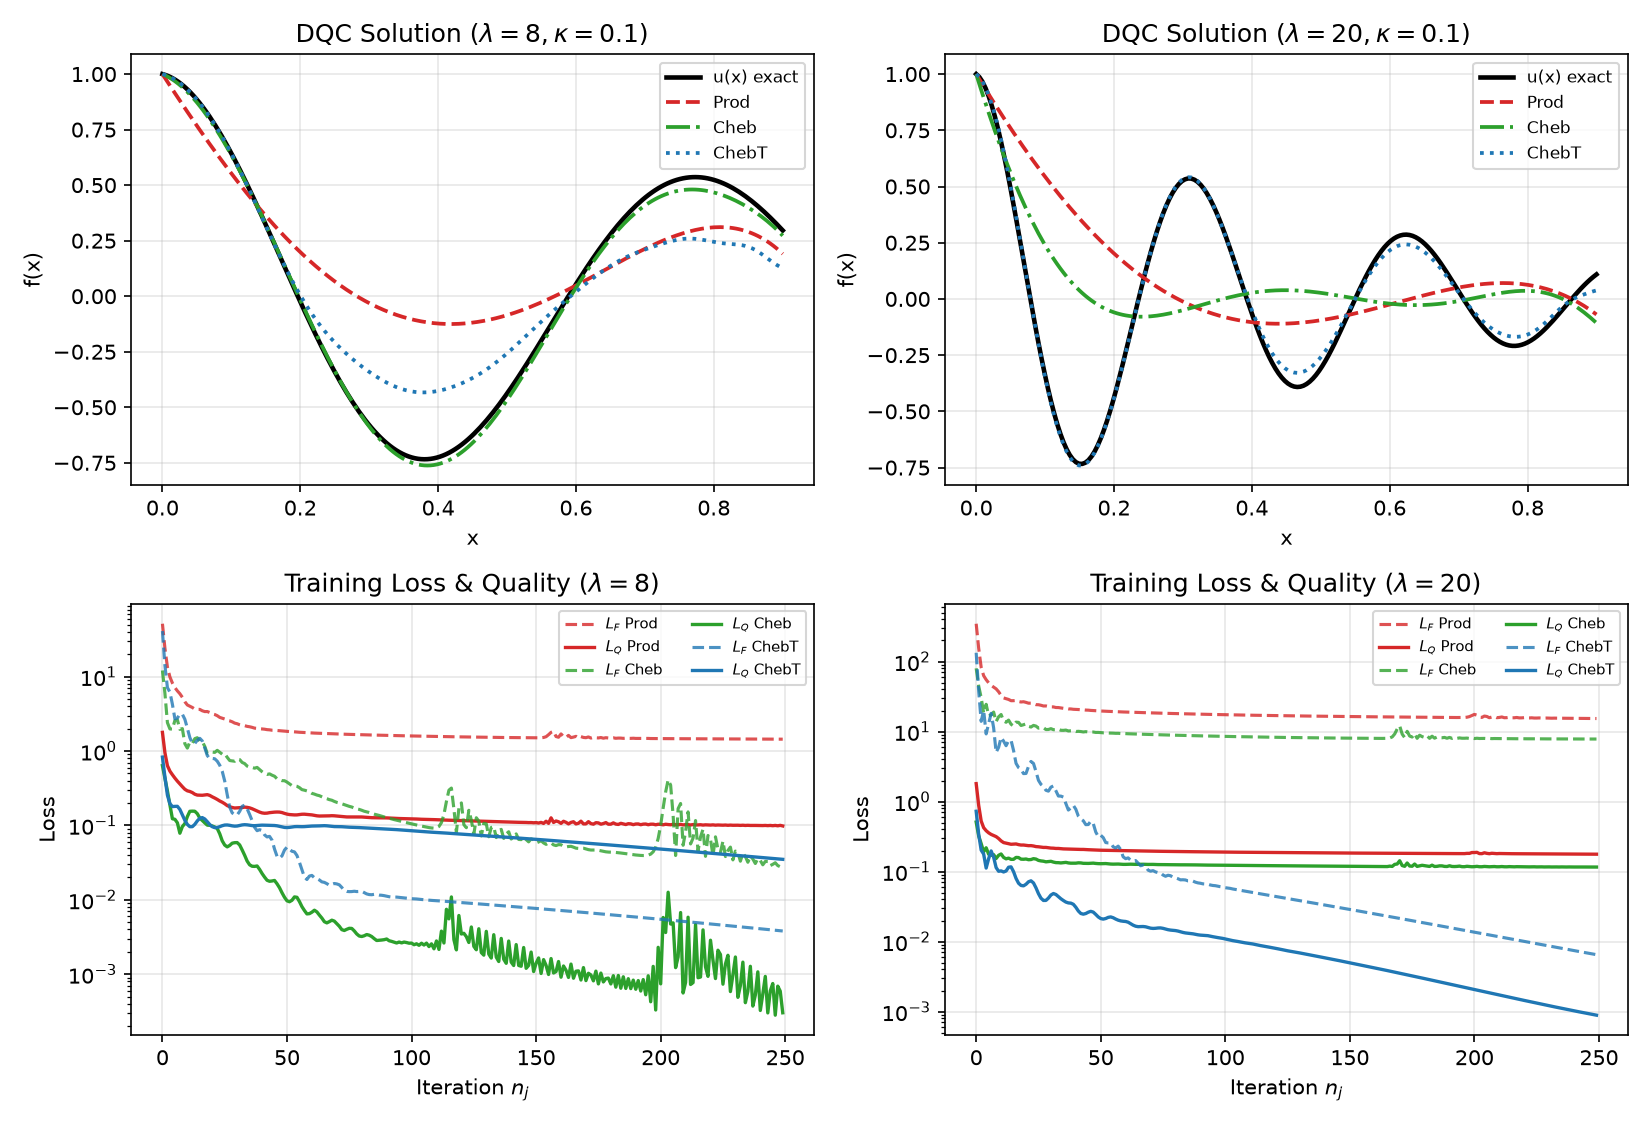 DQC Solution (λ = 8, κ = 0.1)
1.00
0.75
0.50
0.25
0.00
−0.25
−0.50
−0.75
f(x)
0.0 0.2 0.4 0.6 0.8
x
u(x) exact
Prod
Cheb
ChebT
DQC Solution (λ = 20, κ = 0.1)
1.00
0.75
0.50
0.25
0.00
−0.25
−0.50
−0.75
f(x)
0.0 0.2 0.4 0.6 0.8
x
u(x) exact
Prod
Cheb
ChebT
Training Loss & Quality (λ = 8)
10¹
10⁰
10⁻¹
10⁻²
10⁻³
Loss
0 50 100 150 200 250
Iteration nⱼ
L_F Prod
L_Q Prod
L_F Cheb
L_Q Cheb
L_F ChebT
L_Q ChebT
Training Loss & Quality (λ = 20)
10²
10¹
10⁰
10⁻¹
10⁻²
10⁻³
Loss
0 50 100 150 200 250
Iteration nⱼ
L_F Prod
L_Q Prod
L_F Cheb
L_Q Cheb
L_F ChebT
L_Q ChebT